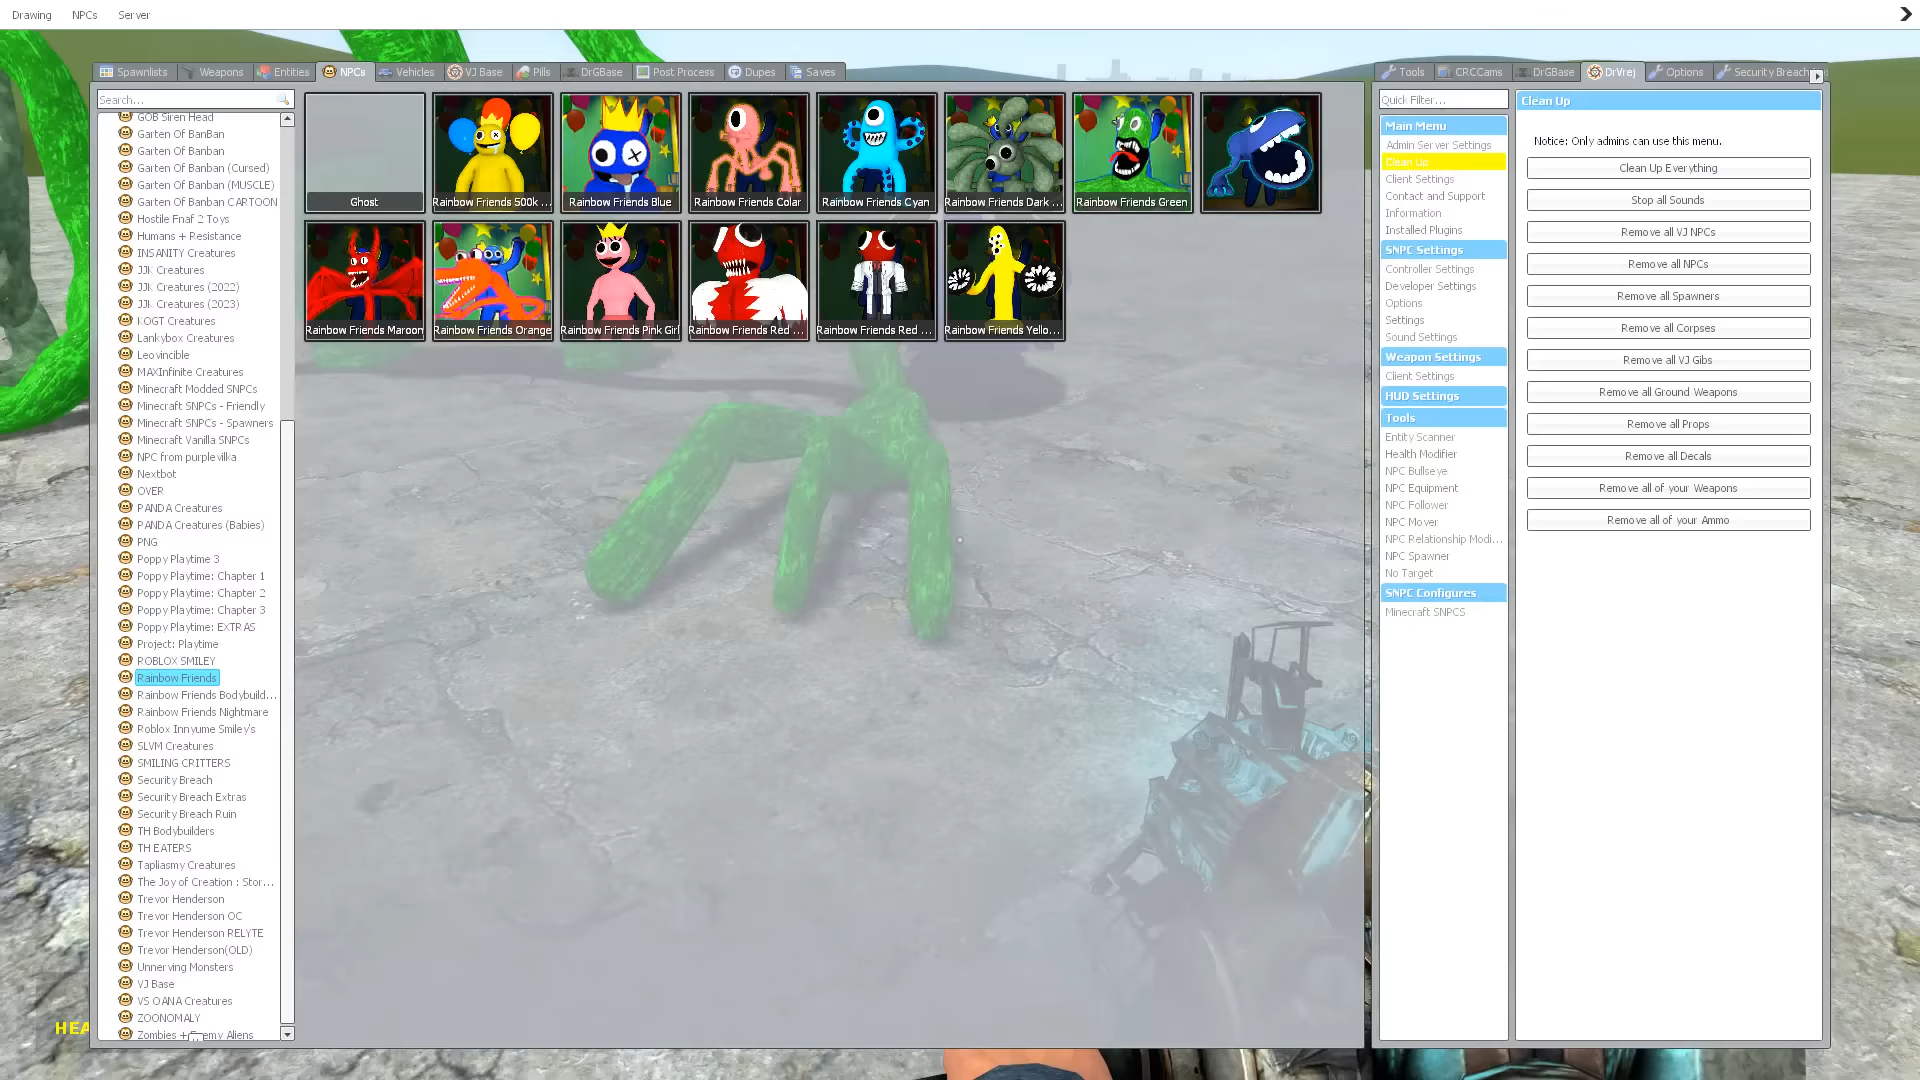 Drawing NPCs Server
Spawnlists Weapons Entities NPCs Vehicles VJ Base Pills DrGBase Post Process Dupes Saves
Tools CRCCams DrGBase DrVrej Options Security Breach
Search...
GOB Siren Head
Garten Of BanBan
Garten Of Banban
Garten Of Banban (Cursed)
Garten Of Banban (MUSCLE)
Garten Of Banban CARTOON
Hostile Fnaf 2 Toys
Humans + Resistance
INSANITY Creatures
JJK Creatures
JJK Creatures (2022)
JJK Creatures (2023)
KOGT Creatures
Lankybox Creatures
Leovincible
MAXInfinite Creatures
Minecraft Modded SNPCs
Minecraft SNPCs - Friendly
Minecraft SNPCs - Spawners
Minecraft Vanilla SNPCs
NPC from purplevilka
Nextbot
OVER
PANDA Creatures
PANDA Creatures (Babies)
PNG
Poppy Playtime 3
Poppy Playtime: Chapter 1
Poppy Playtime: Chapter 2
Poppy Playtime: Chapter 3
Poppy Playtime: EXTRAS
Project: Playtime
ROBLOX SMILEY
Rainbow Friends
Rainbow Friends Bodybuild...
Rainbow Friends Nightmare
Roblox Innyume Smiley's
SLVM Creatures
SMILING CRITTERS
Security Breach
Security Breach Extras
Security Breach Ruin
TH Bodybuilders
TH EATERS
Tapliasmy Creatures
The Joy of Creation : Stor...
Trevor Henderson
Trevor Henderson OC
Trevor Henderson RELYTE
Trevor Henderson(OLD)
Unnerving Monsters
VJ Base
VS OANA Creatures
ZOONOMALY
Zombies + Enemy Aliens
HEA
Ghost
Rainbow Friends 500k ...
Rainbow Friends Blue
Rainbow Friends Colar
Rainbow Friends Cyan
Rainbow Friends Dark ...
Rainbow Friends Green
Rainbow Friends Maroon
Rainbow Friends Orange
Rainbow Friends Pink Girl
Rainbow Friends Red ...
Rainbow Friends Red ...
Rainbow Friends Yello...
Quick Filter...
Main Menu
Admin Server Settings
Clean Up
Client Settings
Contact and Support
Information
Installed Plugins
SNPC Settings
Controller Settings
Developer Settings
Options
Settings
Sound Settings
Weapon Settings
Client Settings
HUD Settings
Tools
Entity Scanner
Health Modifier
NPC Bullseye
NPC Equipment
NPC Follower
NPC Mover
NPC Relationship Modi...
NPC Spawner
No Target
SNPC Configures
Minecraft SNPCS
Clean Up
Notice: Only admins can use this menu.
Clean Up Everything
Stop all Sounds
Remove all VJ NPCs
Remove all NPCs
Remove all Spawners
Remove all Corpses
Remove all VJ Gibs
Remove all Ground Weapons
Remove all Props
Remove all Decals
Remove all of your Weapons
Remove all of your Ammo